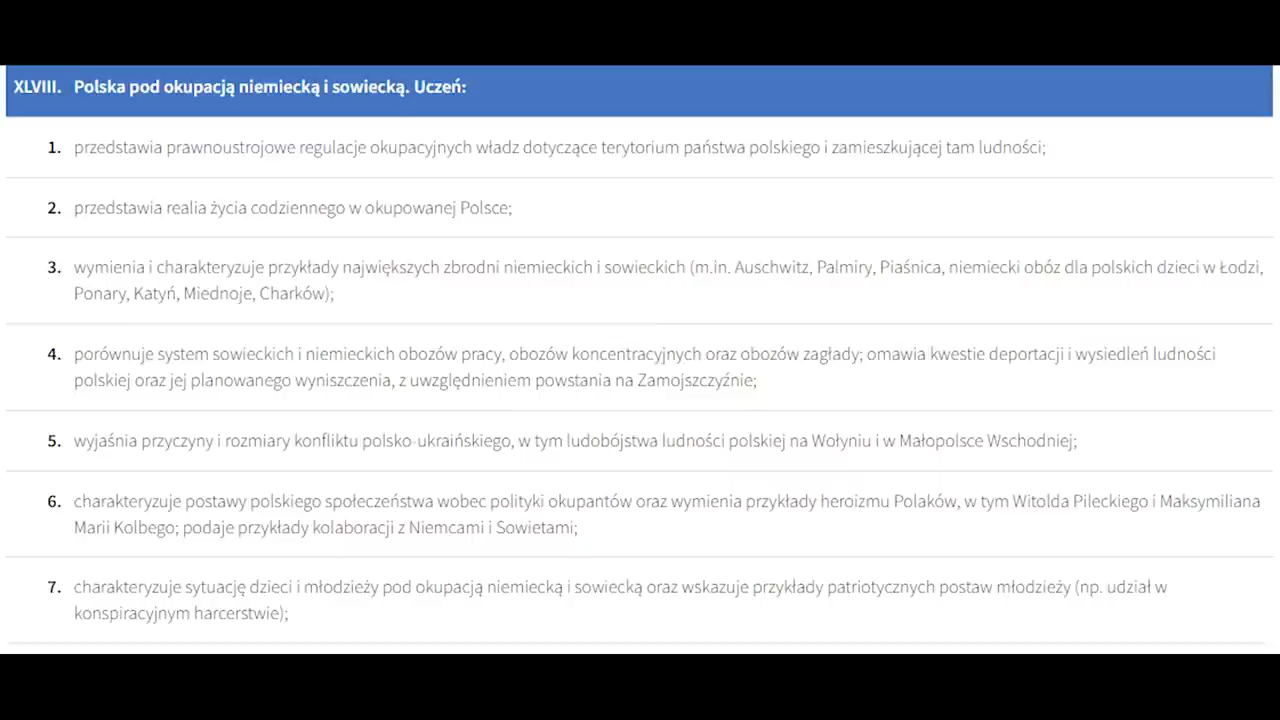 XLVIII. Polska pod okupacją niemiecką i sowiecką. Uczeń:
1. przedstawia prawnoustrojowe regulacje okupacyjnych władz dotyczące terytorium państwa polskiego i zamieszkującej tam ludności;
2. przedstawia realia życia codziennego w okupowanej Polsce;
3. wymienia i charakteryzuje przykłady największych zbrodni niemieckich i sowieckich (m.in. Auschwitz, Palmiry, Piaśnica, niemiecki obóz dla polskich dzieci w Łodzi,
Ponary, Katyń, Miednoje, Charków);
4. porównuje system sowieckich i niemieckich obozów pracy, obozów koncentracyjnych oraz obozów zagłady; omawia kwestie deportacji i wysiedleń ludności
polskiej oraz jej planowanego wyniszczenia, z uwzględnieniem powstania na Zamojszczyźnie;
5. wyjaśnia przyczyny i rozmiary konfliktu polsko-ukraińskiego, w tym ludobójstwa ludności polskiej na Wołyniu i w Małopolsce Wschodniej;
6. charakteryzuje postawy polskiego społeczeństwa wobec polityki okupantów oraz wymienia przykłady heroizmu Polaków, w tym Witolda Pileckiego i Maksymiliana
Marii Kolbego; podaje przykłady kolaboracji z Niemcami i Sowietami;
7. charakteryzuje sytuację dzieci i młodzieży pod okupacją niemiecką i sowiecką oraz wskazuje przykłady patriotycznych postaw młodzieży (np. udział w
konspiracyjnym harcerstwie);